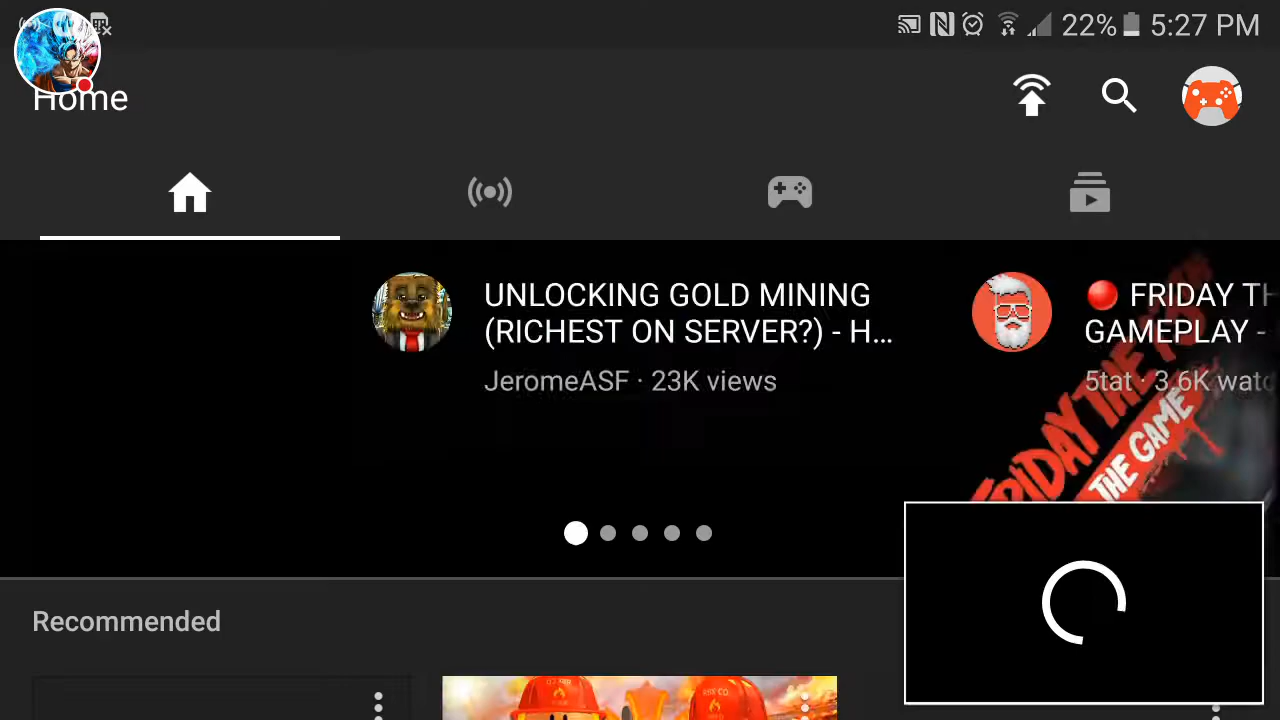 22% 5:27 PM
Home
UNLOCKING GOLD MINING
(RICHEST ON SERVER?) - H...
JeromeASF · 23K views
FRIDAY TH
GAMEPLAY -
5tat · 3.6K watc
FRIDAY THE
THE GAME
Recommended